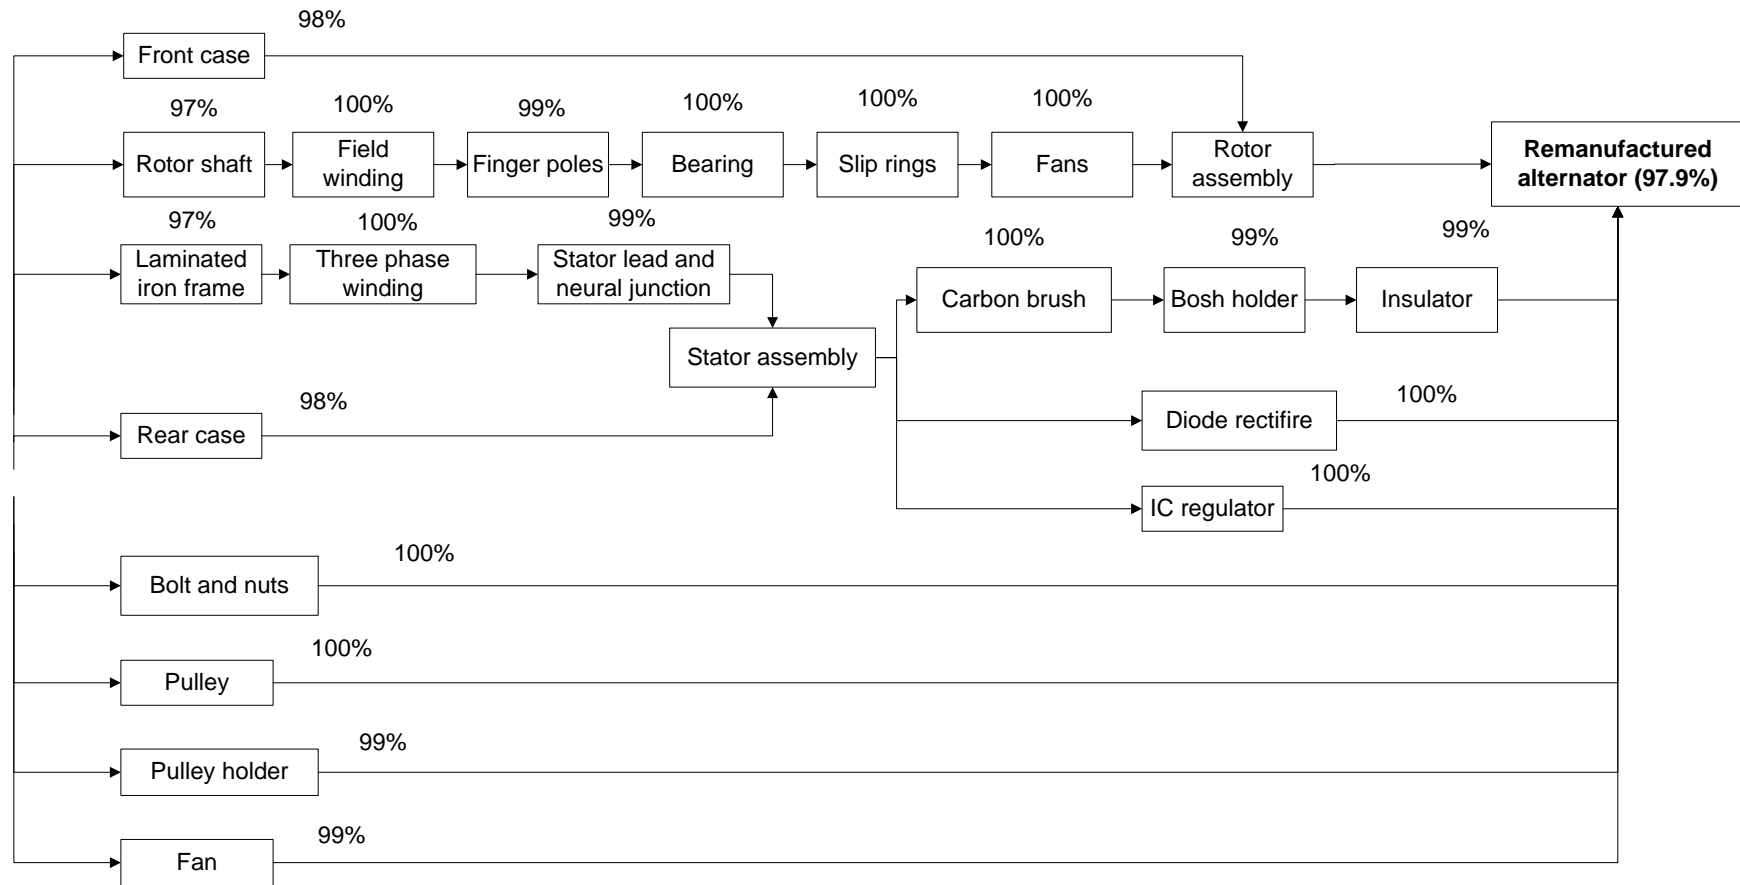 98%
Front case
97%
100%
99%
100%
100%
100%
Rotor shaft
Field
winding
Finger poles
Bearing
Slip rings
Fans
Rotor
assembly
Remanufactured
alternator (97.9%)
97%
100%
99%
Laminated
iron frame
Three phase
winding
Stator lead and
neural junction
100%
99%
99%
Carbon brush
Bosh holder
Insulator
Stator assembly
98%
Rear case
100%
Diode rectifire
100%
IC regulator
100%
Bolt and nuts
100%
Pulley
99%
Pulley holder
99%
Fan